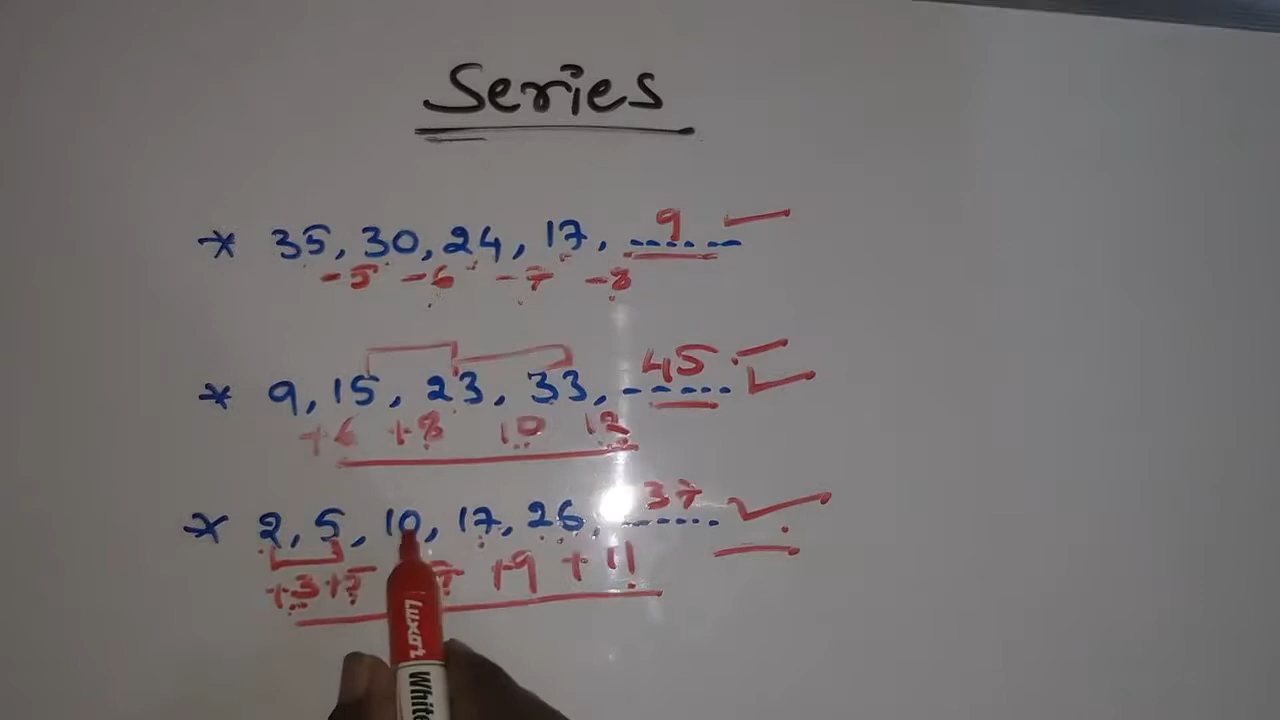 Series
* 35, 30, 24, 17, ...... 9
-5 -6 -7 -8
* 9, 15, 23, 33, ...... 45
+6 +8 10 12
* 2, 5, 10, 17, 26, ...... 37
+3 +5 7 +9 +11
Luxor
White